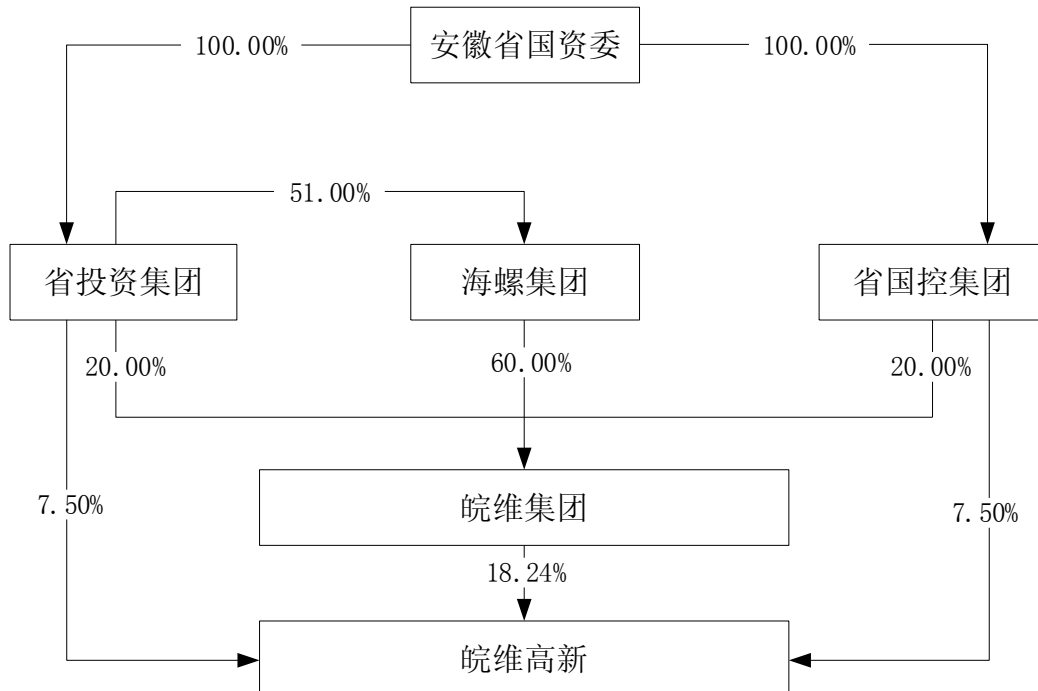 100.00%
安徽省国资委
100.00%
51.00%
省投资集团
海螺集团
省国控集团
20.00%
60.00%
20.00%
7.50%
皖维集团
7.50%
18.24%
皖维高新